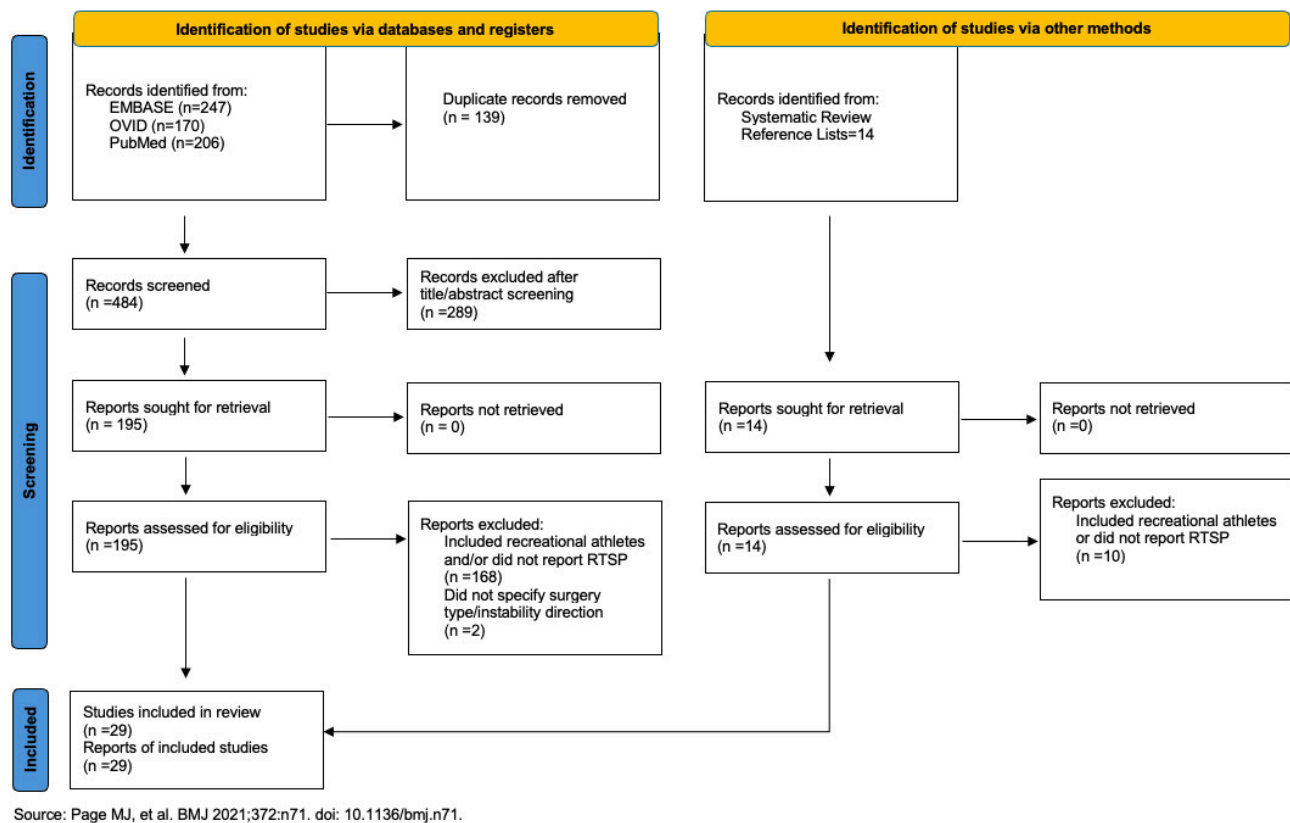 Identification of studies via databases and registers
Identification of studies via other methods
Identification
Records identified from:
EMBASE (n=247)
OVID (n=170)
PubMed (n=206)
Duplicate records removed
(n = 139)
Records identified from:
Systematic Review
Reference Lists=14
Screening
Records screened
(n =484)
Records excluded after
title/abstract screening
(n =289)
Reports sought for retrieval
(n = 195)
Reports not retrieved
(n = 0)
Reports sought for retrieval
(n =14)
Reports not retrieved
(n =0)
Reports assessed for eligibility
(n =195)
Reports excluded:
Included recreational athletes
and/or did not report RTSP
(n =168)
Did not specify surgery
type/instability direction
(n =2)
Reports assessed for eligibility
(n =14)
Reports excluded:
Included recreational athletes
or did not report RTSP
(n =10)
Included
Studies included in review
(n =29)
Reports of included studies
(n =29)
Source: Page MJ, et al. BMJ 2021;372:n71. doi: 10.1136/bmj.n71.